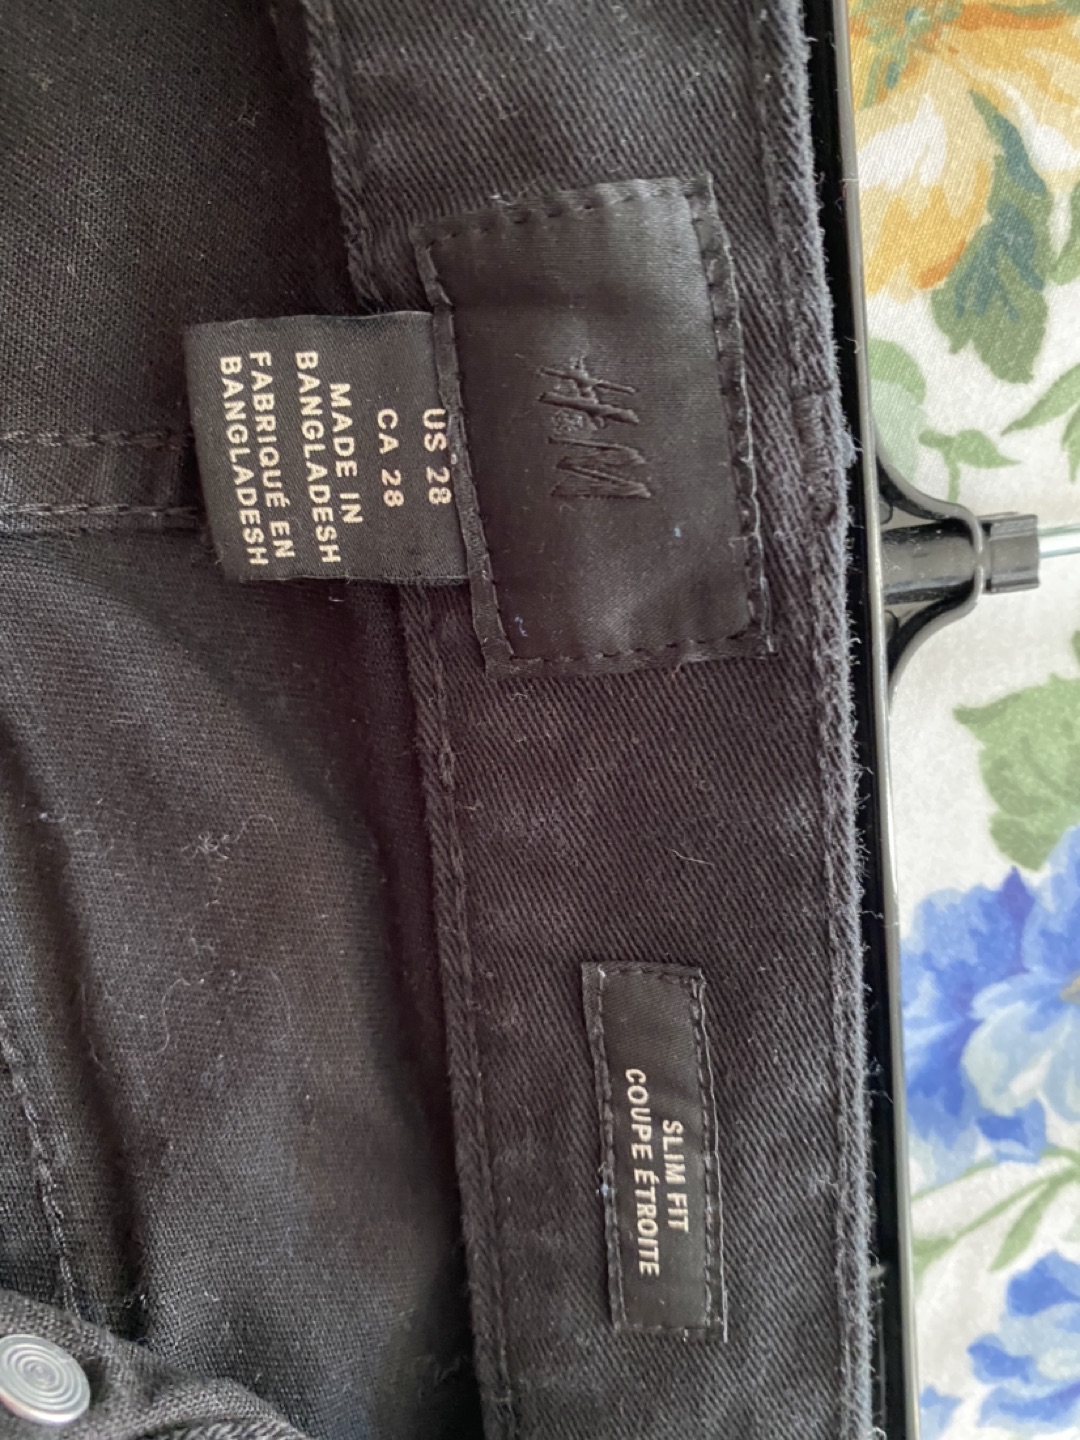 H&M
US 28
CA 28
MADE IN
BANGLADESH
FABRIQUÉ EN
BANGLADESH
SLIM FIT
COUPE ÉTROITE